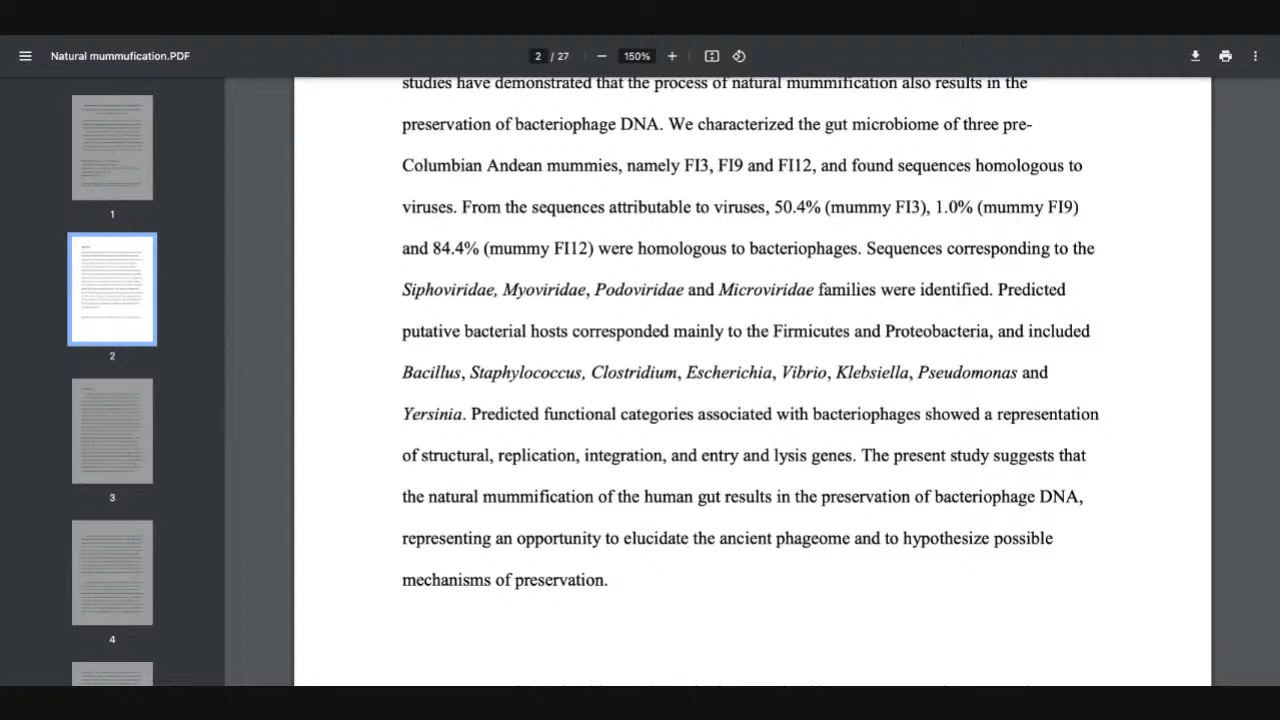 Natural mummufication.PDF
2 / 27
150%
studies have demonstrated that the process of natural mummification also results in the
preservation of bacteriophage DNA. We characterized the gut microbiome of three pre-
Columbian Andean mummies, namely FI3, FI9 and FI12, and found sequences homologous to
viruses. From the sequences attributable to viruses, 50.4% (mummy FI3), 1.0% (mummy FI9)
and 84.4% (mummy FI12) were homologous to bacteriophages. Sequences corresponding to the
Siphoviridae, Myoviridae, Podoviridae and Microviridae families were identified. Predicted
putative bacterial hosts corresponded mainly to the Firmicutes and Proteobacteria, and included
Bacillus, Staphylococcus, Clostridium, Escherichia, Vibrio, Klebsiella, Pseudomonas and
Yersinia. Predicted functional categories associated with bacteriophages showed a representation
of structural, replication, integration, and entry and lysis genes. The present study suggests that
the natural mummification of the human gut results in the preservation of bacteriophage DNA,
representing an opportunity to elucidate the ancient phageome and to hypothesize possible
mechanisms of preservation.
1
2
3
4